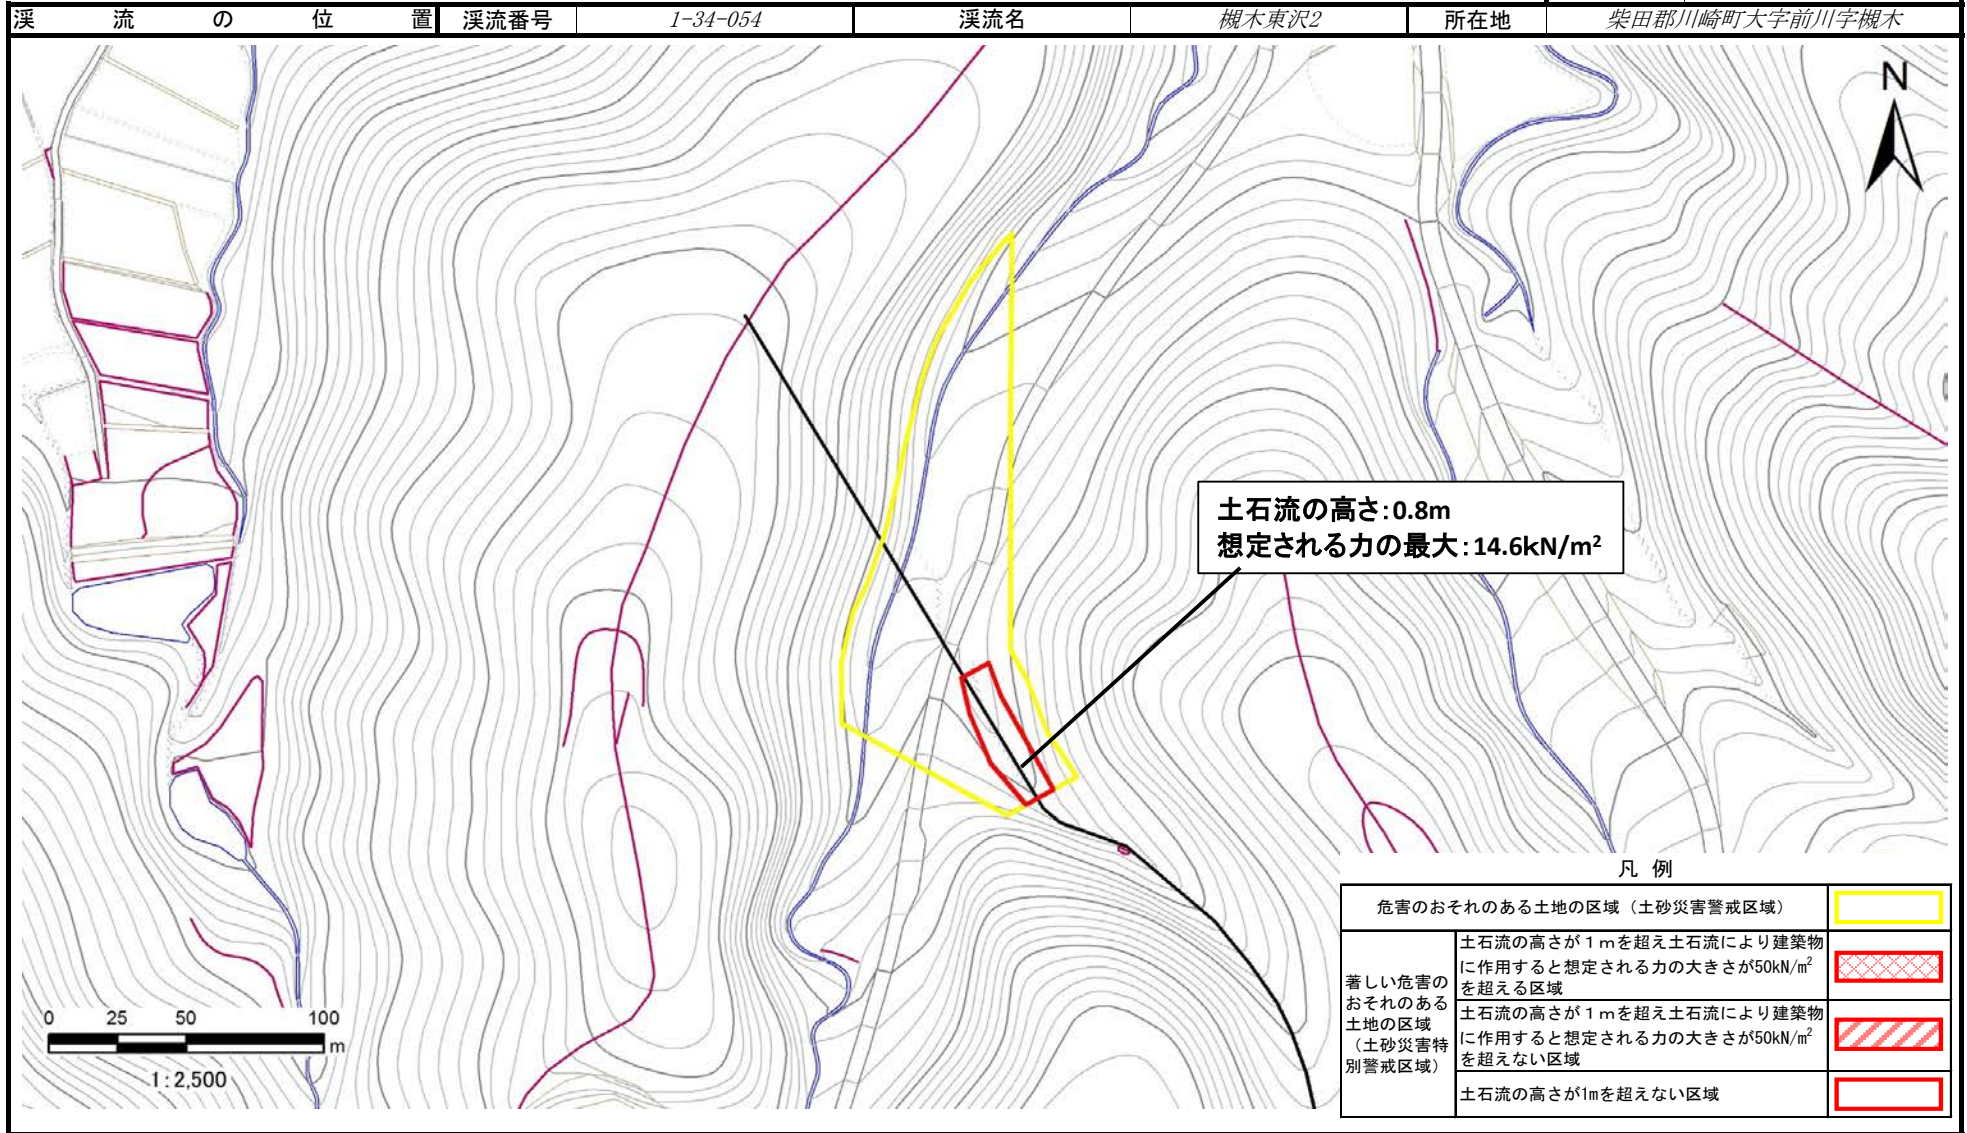 渓流の位置 渓流番号 1-34-054 渓流名 槻木東沢2 所在地 柴田郡川崎町大字前川字槻木
N
土石流の高さ:0.8m
想定される力の最大:14.6kN/m²
凡 例
危害のおそれのある土地の区域(土砂災害警戒区域)
著しい危害の
おそれのある
土地の区域
(土砂災害特
別警戒区域)
土石流の高さが1mを超え土石流により建築物
に作用すると想定される力の大きさが50kN/m²
を超える区域
土石流の高さが1mを超え土石流により建築物
に作用すると想定される力の大きさが50kN/m²
を超えない区域
土石流の高さが1mを超えない区域
0 25 50 100
m
1:2,500